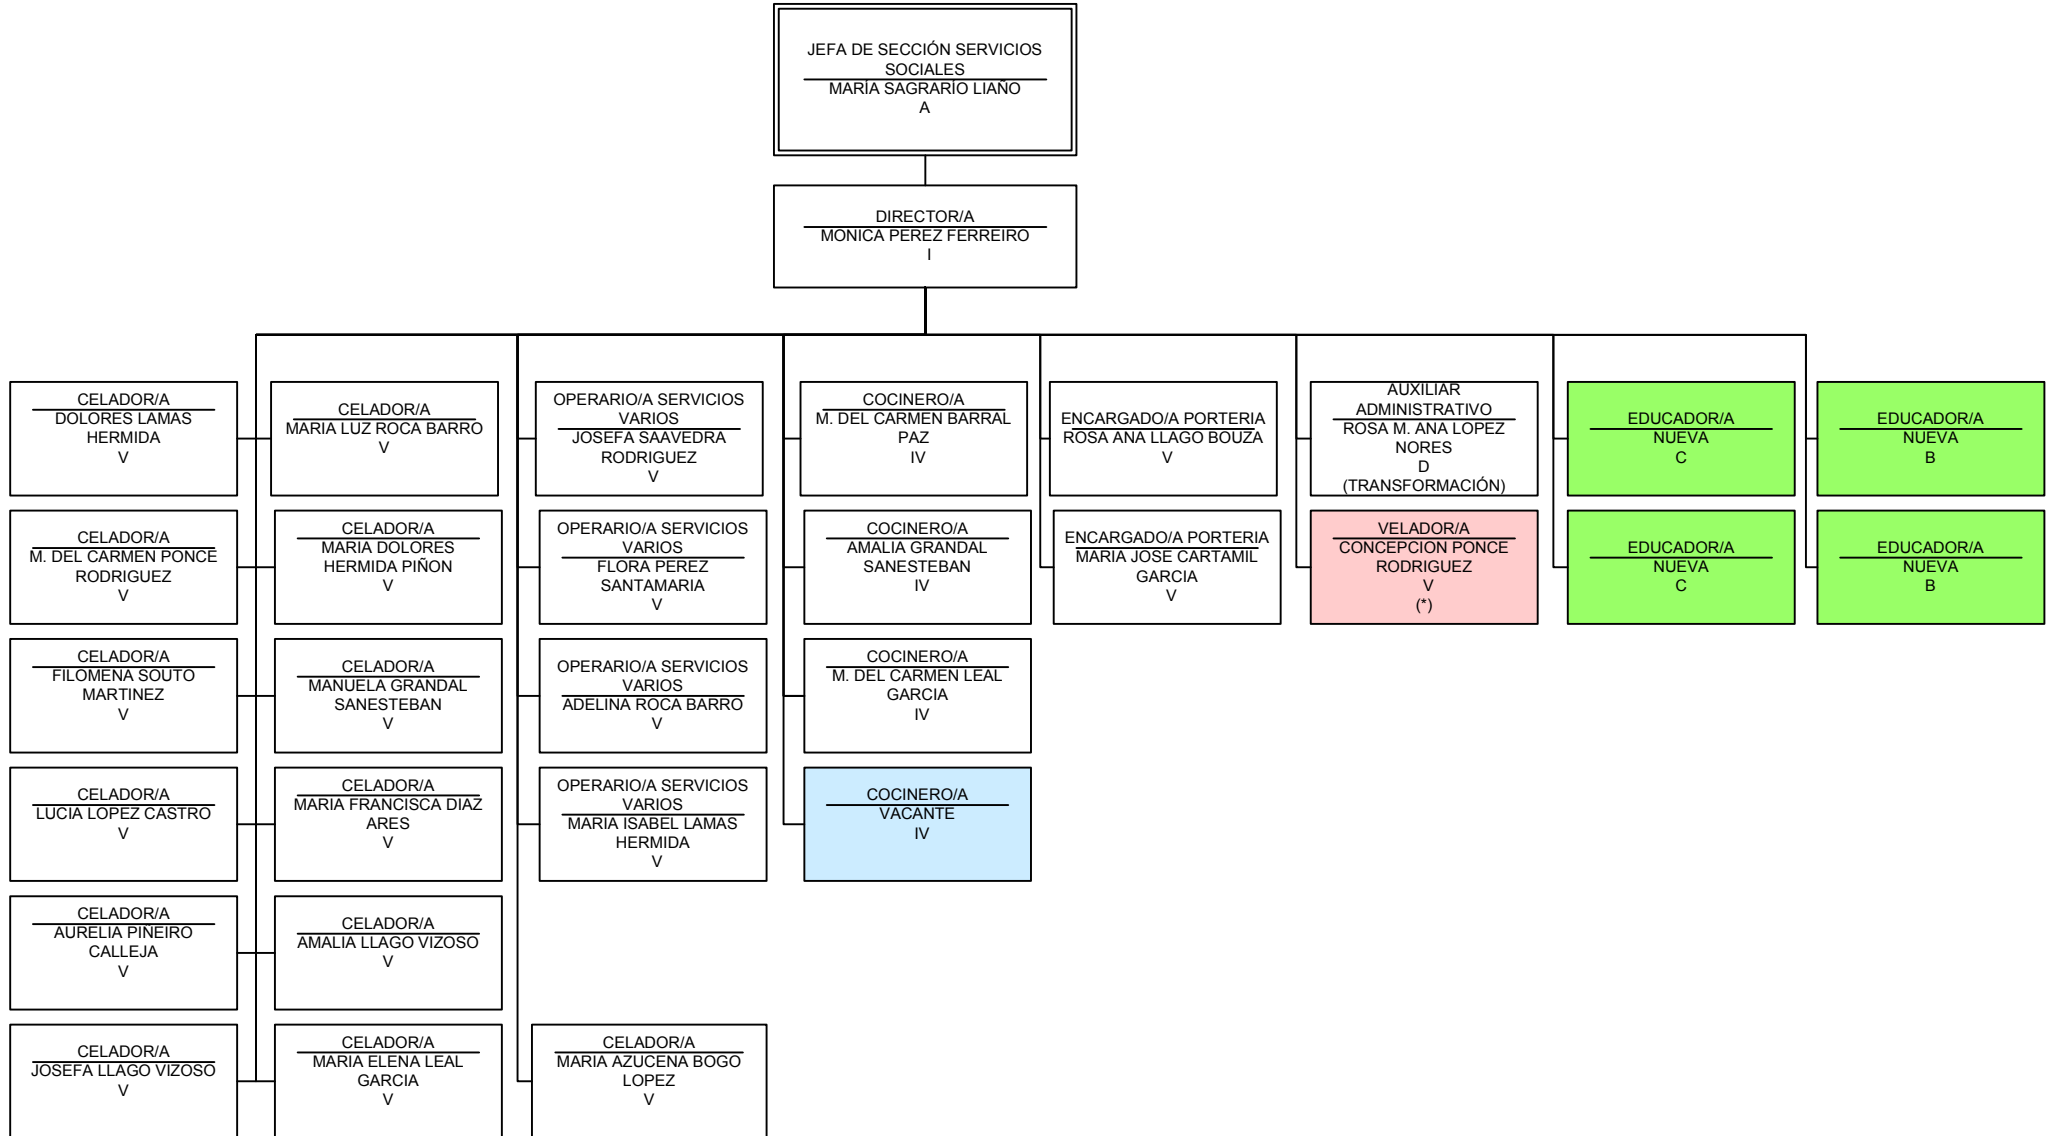 JEFA DE SECCIÓN SERVICIOS
SOCIALES
MARÍA SAGRARIO LIAÑO
A
DIRECTOR/A
MONICA PEREZ FERREIRO
I
CELADOR/A
DOLORES LAMAS
HERMIDA
V
CELADOR/A
MARIA LUZ ROCA BARRO
V
OPERARIO/A SERVICIOS
VARIOS
JOSEFA SAAVEDRA
RODRIGUEZ
V
COCINERO/A
M. DEL CARMEN BARRAL
PAZ
IV
ENCARGADO/A PORTERIA
ROSA ANA LLAGO BOUZA
V
AUXILIAR
ADMINISTRATIVO
ROSA M. ANA LOPEZ
NORES
D
(TRANSFORMACIÓN)
EDUCADOR/A
NUEVA
C
EDUCADOR/A
NUEVA
B
CELADOR/A
M. DEL CARMEN PONCE
RODRIGUEZ
V
CELADOR/A
MARIA DOLORES
HERMIDA PIÑON
V
OPERARIO/A SERVICIOS
VARIOS
FLORA PEREZ
SANTAMARIA
V
COCINERO/A
AMALIA GRANDAL
SANESTEBAN
IV
ENCARGADO/A PORTERIA
MARIA JOSE CARTAMIL
GARCIA
V
VELADOR/A
CONCEPCION PONCE
RODRIGUEZ
V
(*)
EDUCADOR/A
NUEVA
C
EDUCADOR/A
NUEVA
B
CELADOR/A
FILOMENA SOUTO
MARTINEZ
V
CELADOR/A
MANUELA GRANDAL
SANESTEBAN
V
OPERARIO/A SERVICIOS
VARIOS
ADELINA ROCA BARRO
V
COCINERO/A
M. DEL CARMEN LEAL
GARCIA
IV
CELADOR/A
LUCIA LOPEZ CASTRO
V
CELADOR/A
MARIA FRANCISCA DIAZ
ARES
V
OPERARIO/A SERVICIOS
VARIOS
MARIA ISABEL LAMAS
HERMIDA
V
COCINERO/A
VACANTE
IV
CELADOR/A
AURELIA PIÑEIRO
CALLEJA
V
CELADOR/A
AMALIA LLAGO VIZOSO
V
CELADOR/A
JOSEFA LLAGO VIZOSO
V
CELADOR/A
MARIA ELENA LEAL
GARCIA
V
CELADOR/A
MARIA AZUCENA BOGO
LOPEZ
V